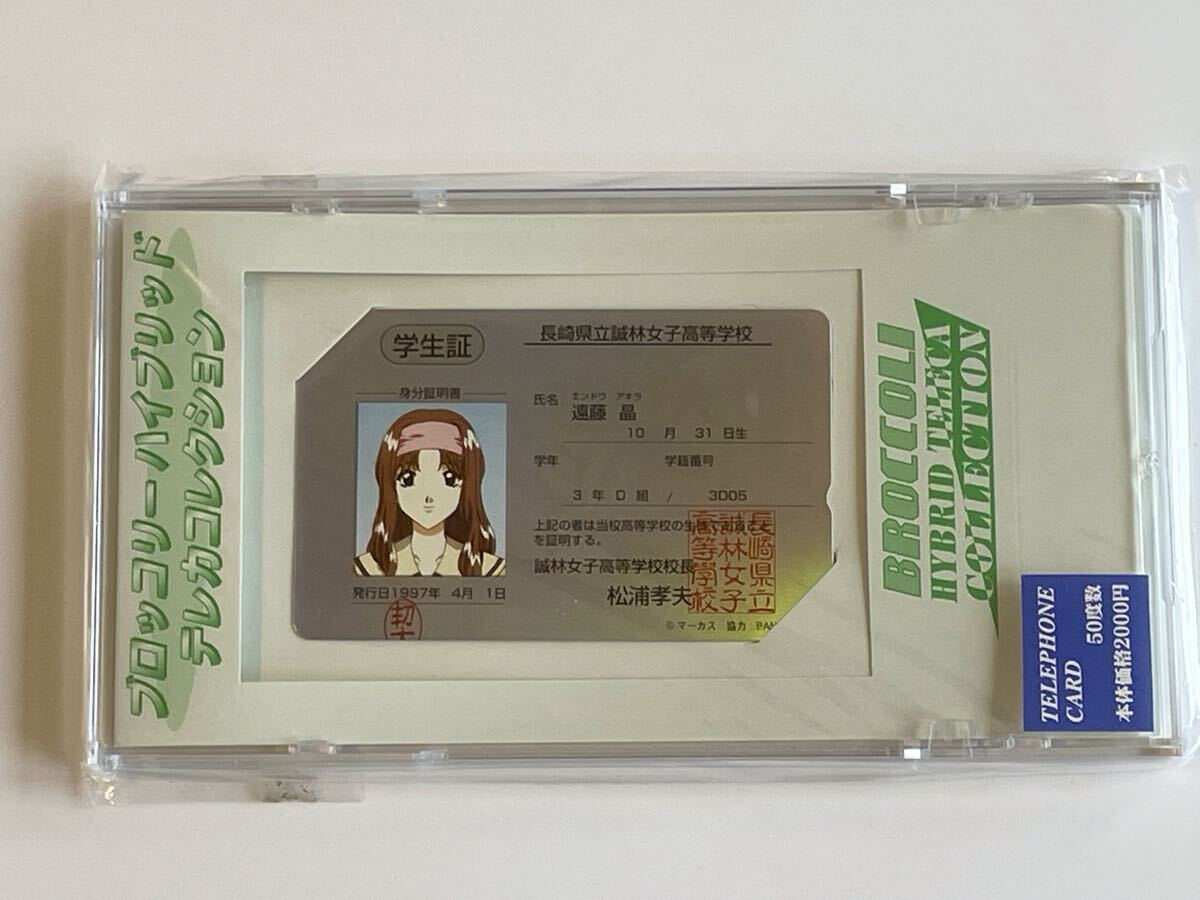 ブロッコリーハイブリッド
テレカコレクション
学生証
身分証明書
発行日1997年 4月 1日
長崎県立誠林女子高等学校
エンドウ アキラ
氏名 遠藤 晶
10 月 31 日生
学年 学籍番号
3 年 D 組 / 3D05
上記の者は当校高等学校の生徒であること
を証明する。
誠林女子高等学校校長
松浦孝夫
長崎県立
誠林女子
高等學校
©マーカス 協力 BAN
BROCCOLI
HYBRID TELECA
COLLECTION
TELEPHONE
CARD 50度数
本体価格2000円